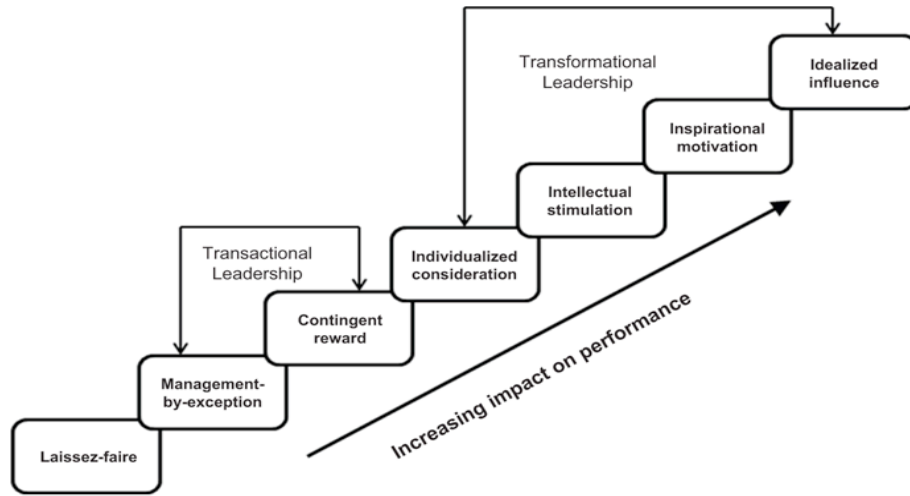 Idealized
influence
Transformational
Leadership
Inspirational
motivation
Intellectual
stimulation
Individualized
consideration
Transactional
Leadership
Contingent
reward
Management-
by-exception
Laissez-faire
Increasing impact on performance